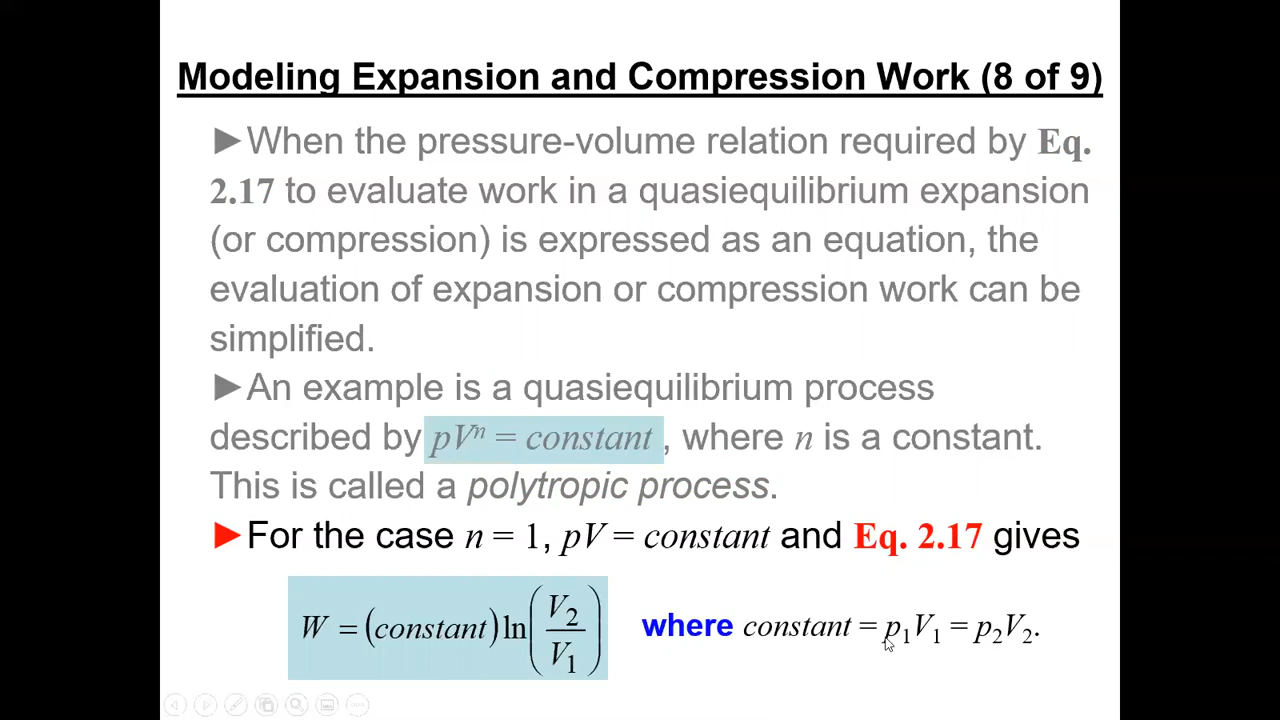 Modeling Expansion and Compression Work (8 of 9)
►When the pressure-volume relation required by Eq.
2.17 to evaluate work in a quasiequilibrium expansion
(or compression) is expressed as an equation, the
evaluation of expansion or compression work can be
simplified.
►An example is a quasiequilibrium process
described by pVⁿ = constant , where n is a constant.
This is called a polytropic process.
►For the case n = 1, pV = constant and Eq. 2.17 gives
W = (constant) ln(V₂/V₁) where constant = p₁V₁ = p₂V₂.